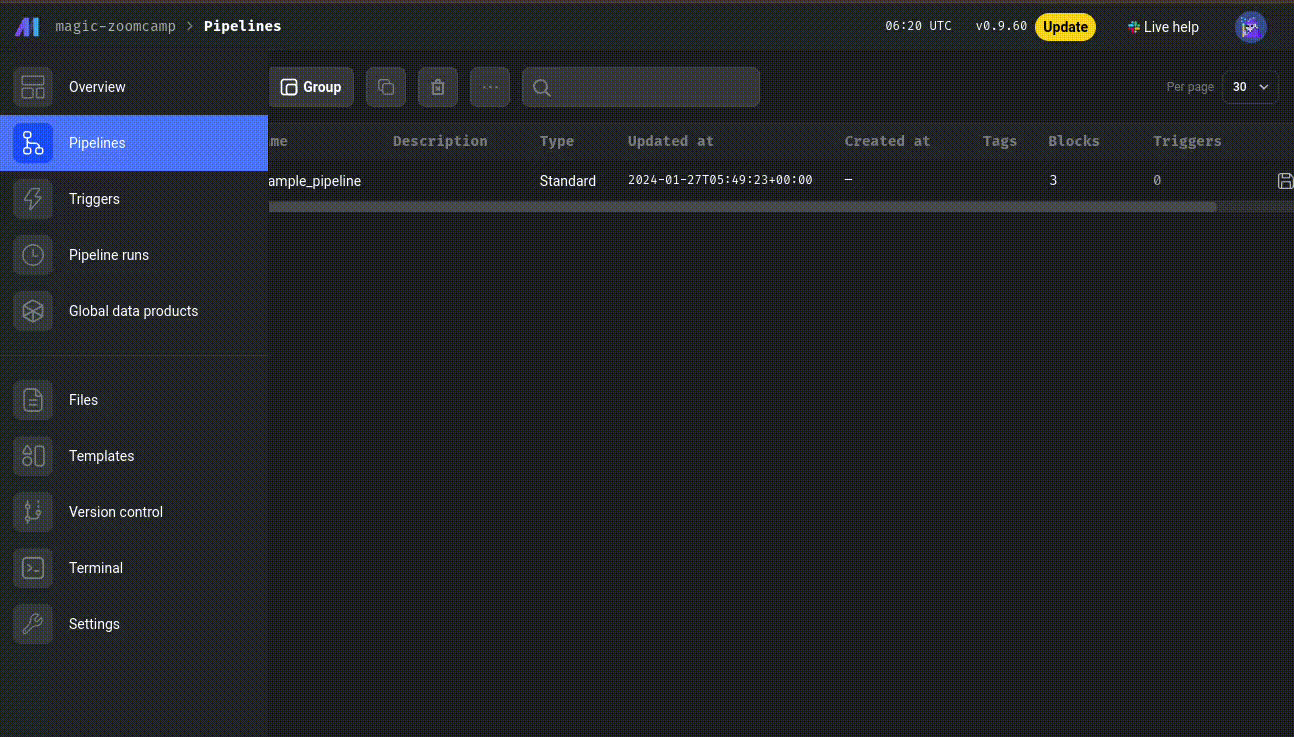 magic-zoomcamp > Pipelines 06:20 UTC v0.9.60 Update Live help
Overview
Group
Per page 30
Pipelines
me Description Type Updated at Created at Tags Blocks Triggers
ample_pipeline Standard 2024-01-27T05:49:23+00:00 — 3 0
Triggers
Pipeline runs
Global data products
Files
Templates
Version control
Terminal
Settings